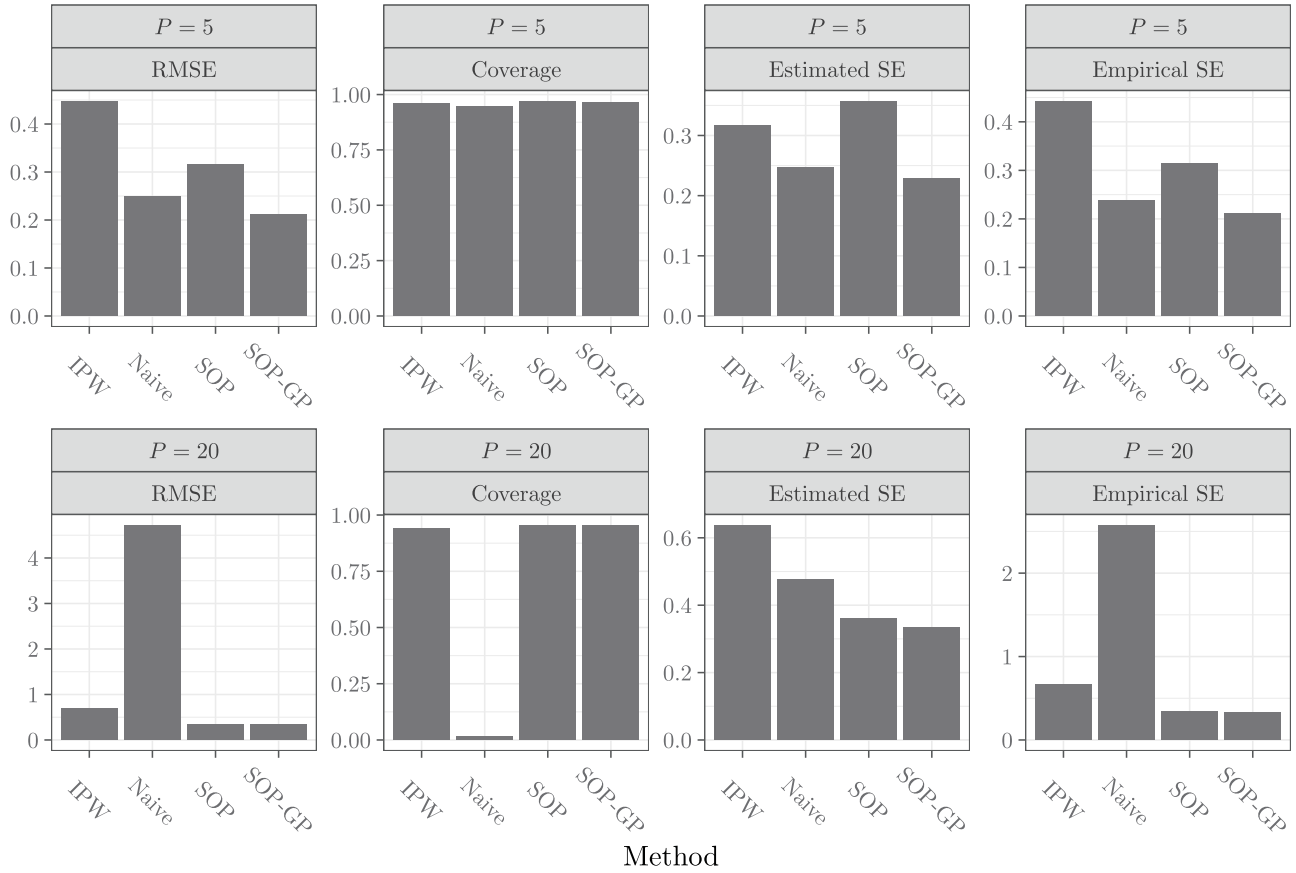 P = 5 P = 5 P = 5 P = 5
RMSE Coverage Estimated SE Empirical SE
0.4 0.3 0.2 0.1 0.0
1.00 0.75 0.50 0.25 0.00
0.3 0.2 0.1 0.0
0.4 0.3 0.2 0.1 0.0
IPW Naive SOP SOP-GP IPW Naive SOP SOP-GP IPW Naive SOP SOP-GP IPW Naive SOP SOP-GP
P = 20 P = 20 P = 20 P = 20
RMSE Coverage Estimated SE Empirical SE
4 3 2 1 0
1.00 0.75 0.50 0.25 0.00
0.6 0.4 0.2 0.0
2 1 0
IPW Naive SOP SOP-GP IPW Naive SOP SOP-GP IPW Naive SOP SOP-GP IPW Naive SOP SOP-GP
Method